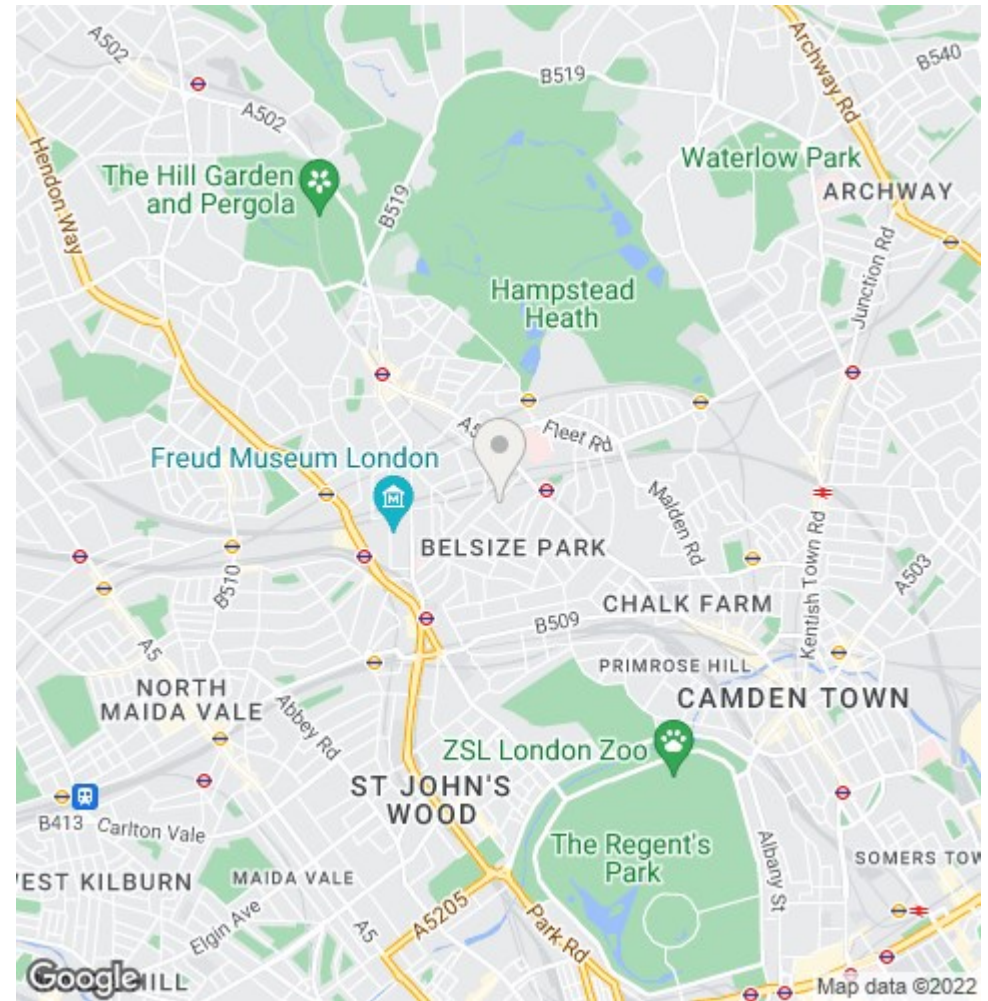 A502
B519
Archway Rd
B540
A502
Hendon Way
The Hill Garden
and Pergola
B519
Waterlow Park
ARCHWAY
Junction Rd
Hampstead
Heath
Fleet Rd
Freud Museum London
Malden Rd
BELSIZE PARK
Kentish Town Rd
A503
B510
CHALK FARM
B509
A5
PRIMROSE HILL
NORTH
MAIDA VALE
Abbey Rd
CAMDEN TOWN
ZSL London Zoo
ST JOHN'S
WOOD
B413
Carlton Vale
The Regent's
Park
Albany St
SOMERS TOW
EST KILBURN
MAIDA VALE
Elgin Ave
A5
A5205
Park Rd
Google
HILL
Map data ©2022